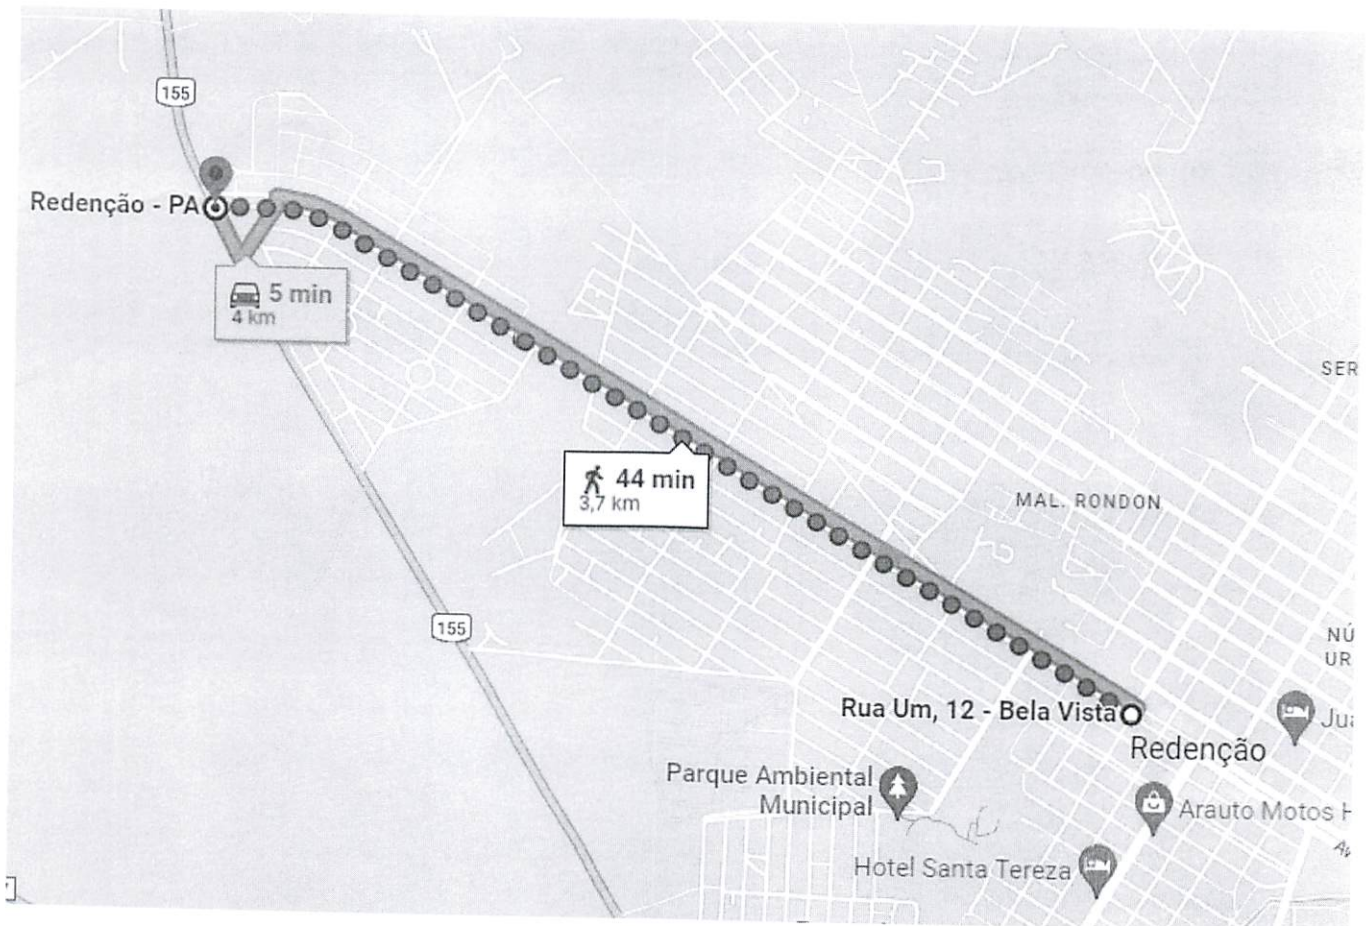 155
Redenção - PA
5 min
4 km
SER
44 min
3,7 km
MAL. RONDON
155
NÚ
UR
Rua Um, 12 - Bela Vista
Redenção
Parque Ambiental
Municipal
Arauto Motos H
Hotel Santa Tereza